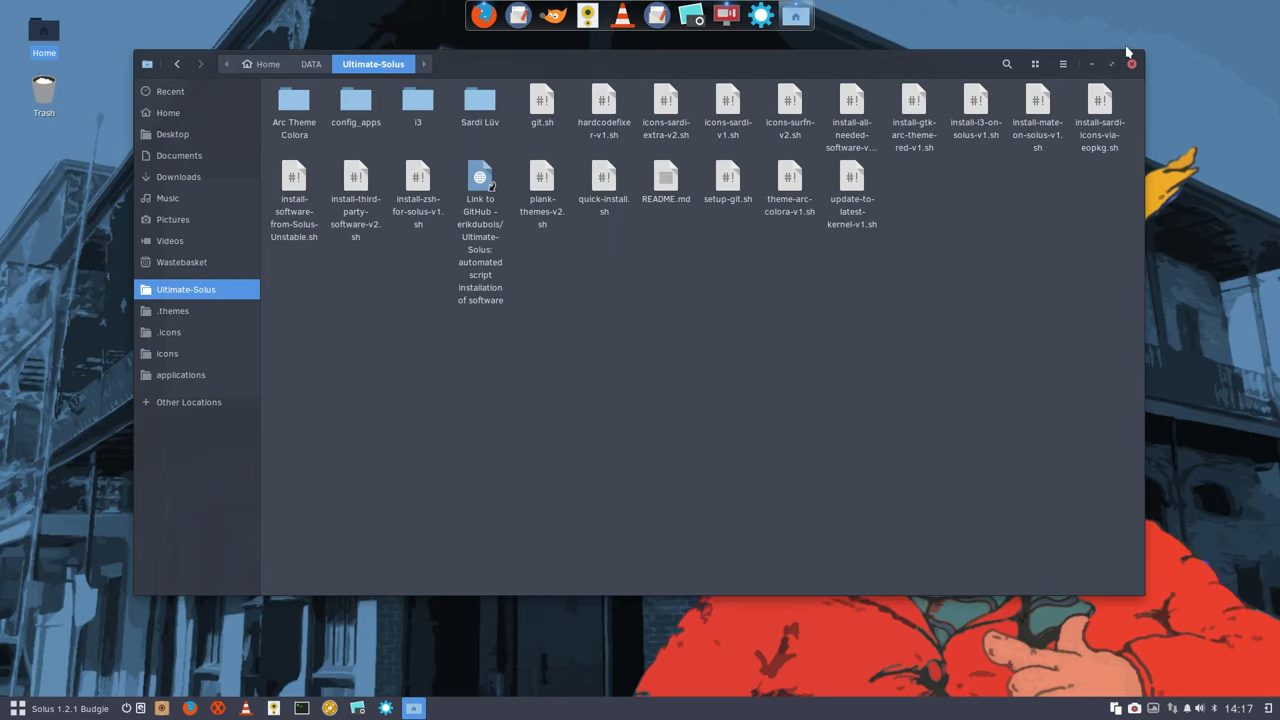 Home
Trash
Home
DATA
Ultimate-Solus
Recent
Home
Desktop
Documents
Downloads
Music
Pictures
Videos
Wastebasket
Ultimate-Solus
.themes
.icons
icons
applications
Other Locations
Arc Theme
Colora
config_apps
i3
Sardi Lüv
#!
git.sh
#!
hardcodefixe
r-v1.sh
#!
icons-sardi-
extra-v2.sh
#!
icons-sardi-
v1.sh
#!
icons-surfn-
v2.sh
#!
install-all-
needed-
software-v...
#!
install-gtk-
arc-theme-
red-v1.sh
#!
install-i3-on-
solus-v1.sh
#!
install-mate-
on-solus-v1.
sh
#!
install-sardi-
icons-via-
eopkg.sh
#!
install-
software-
from-Solus-
Unstable.sh
#!
install-third-
party-
software-v2.
sh
#!
install-zsh-
for-solus-v1.
sh
Link to
GitHub -
erikdubois/
Ultimate-
Solus:
automated
script
installation
of software
#!
plank-
themes-v2.
sh
#!
quick-install.
sh
README.md
#!
setup-git.sh
#!
theme-arc-
colora-v1.sh
#!
update-to-
latest-
kernel-v1.sh
Solus 1.2.1 Budgie
14:17